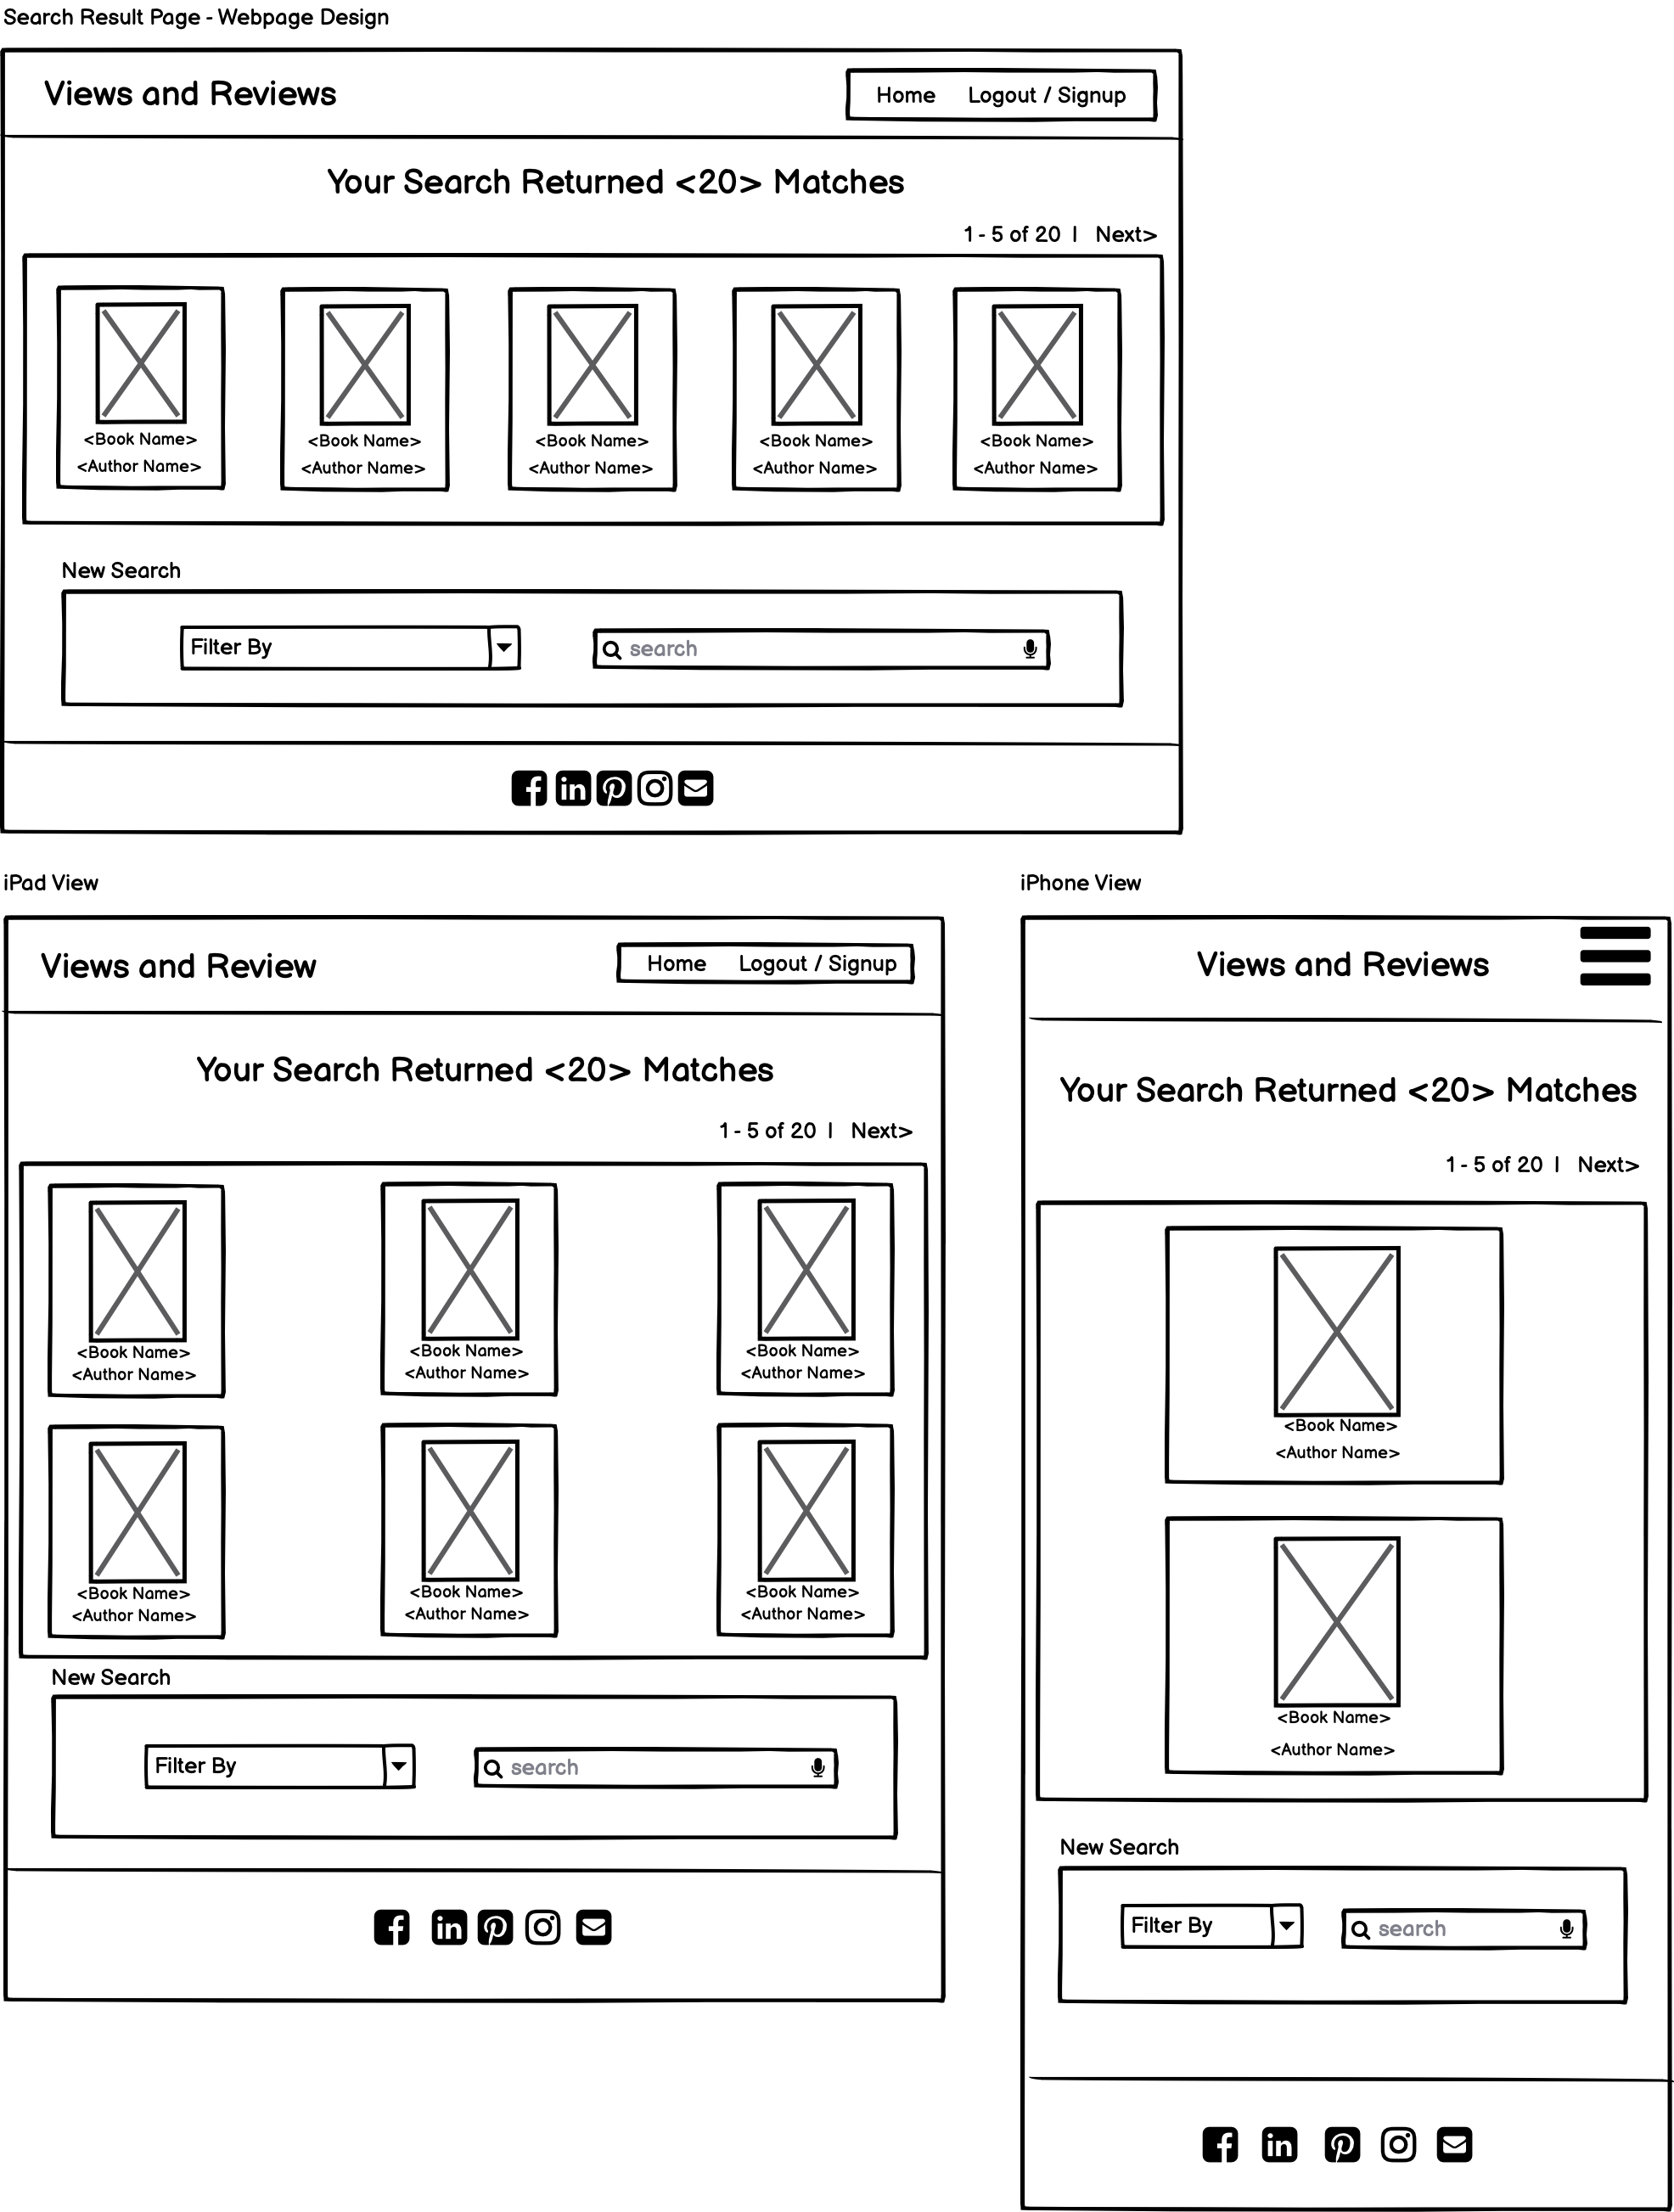 Search Result Page - Webpage Design
Views and Reviews
Home Logout / Signup
Your Search Returned <20> Matches
1 - 5 of 20 | Next>
<Book Name> <Book Name> <Book Name> <Book Name> <Book Name>
<Author Name> <Author Name> <Author Name> <Author Name> <Author Name>
New Search
Filter By
search
iPad View
Views and Review
Home Logout / Signup
Your Search Returned <20> Matches
1 - 5 of 20 | Next>
<Book Name> <Book Name> <Book Name>
<Author Name> <Author Name> <Author Name>
<Book Name> <Book Name> <Book Name>
<Author Name> <Author Name> <Author Name>
New Search
Filter By
search
iPhone View
Views and Reviews
Your Search Returned <20> Matches
1 - 5 of 20 | Next>
<Book Name>
<Author Name>
<Book Name>
<Author Name>
New Search
Filter By
search